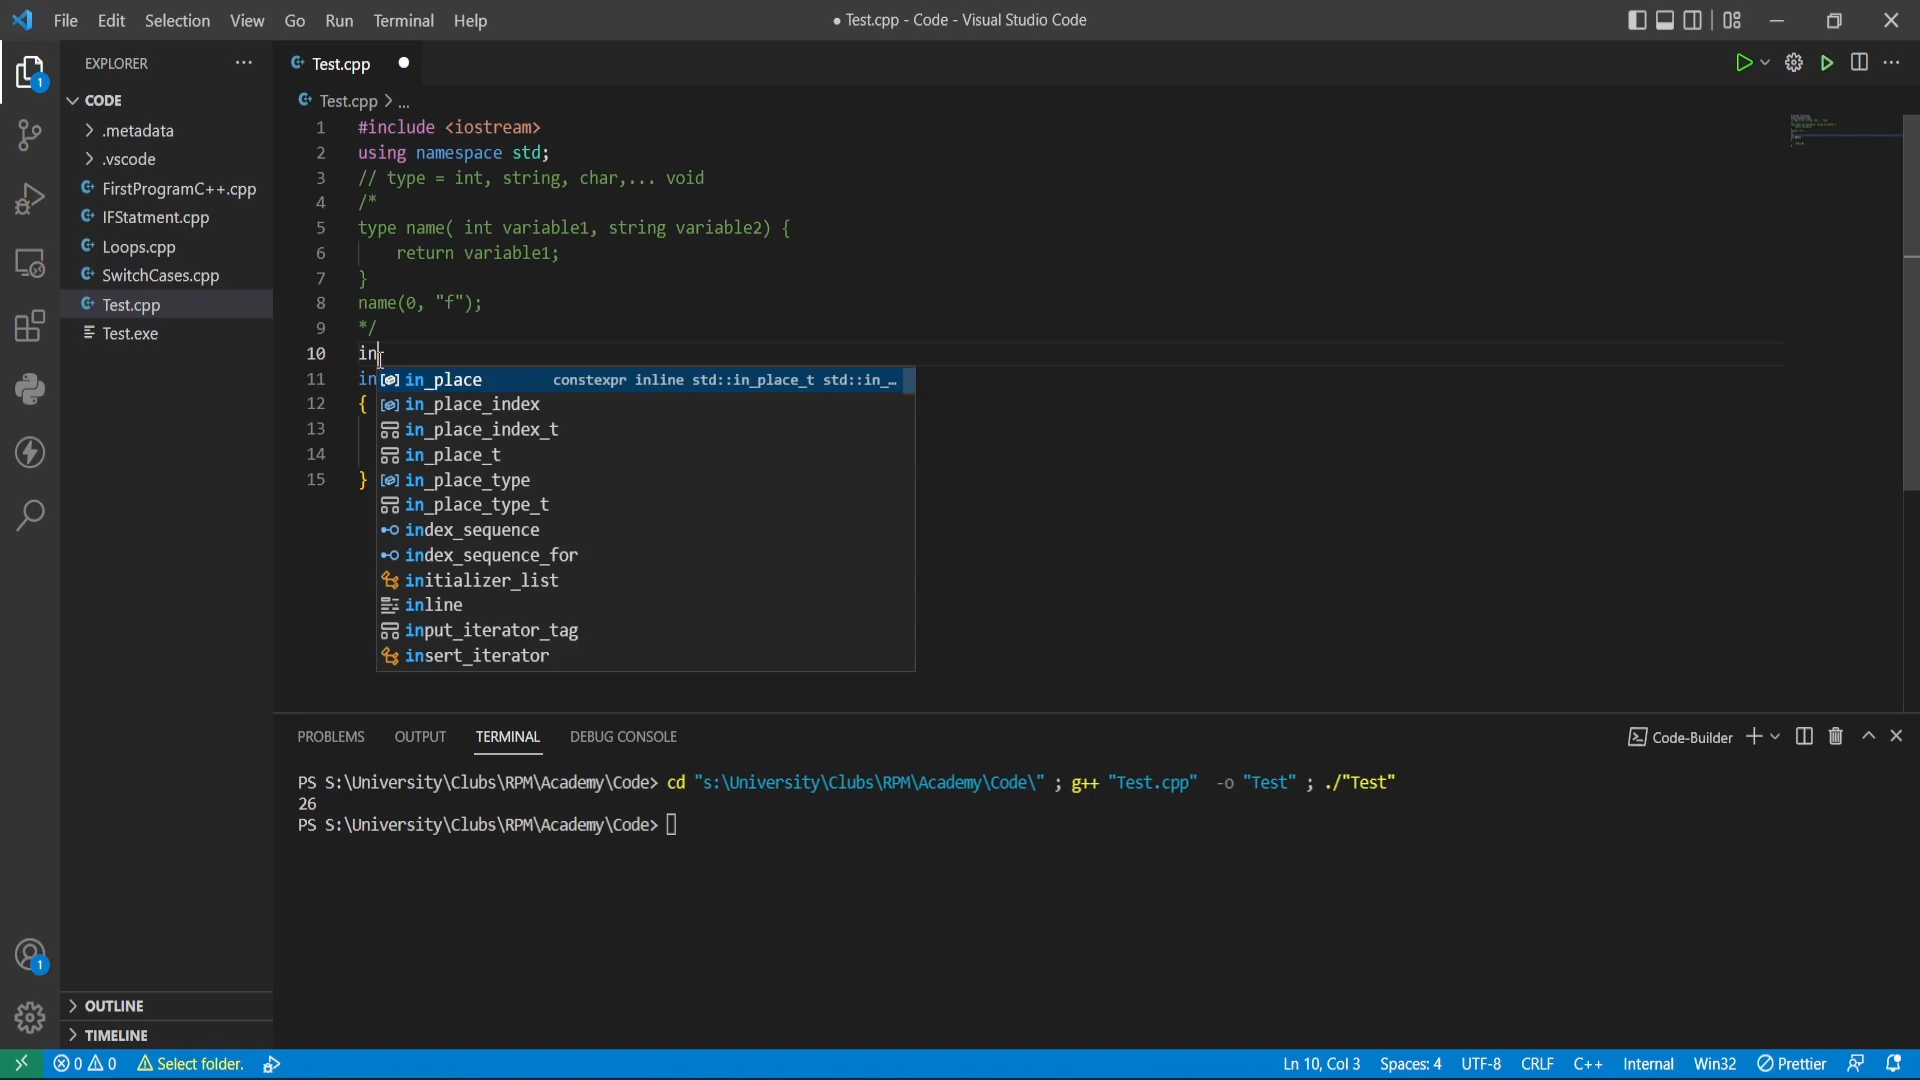 File Edit Selection View Go Run Terminal Help
● Test.cpp - Code - Visual Studio Code
EXPLORER
1
CODE
.metadata
.vscode
FirstProgramC++.cpp
IFStatment.cpp
Loops.cpp
SwitchCases.cpp
Test.cpp
Test.exe
OUTLINE
TIMELINE
1
Test.cpp
Test.cpp > ...
1 #include <iostream>
2 using namespace std;
3 // type = int, string, char,... void
4 /*
5 type name( int variable1, string variable2) {
6 return variable1;
7 }
8 name(0, "f");
9 */
10 in
11 in
12 {
13
14
15 }
in_place constexpr inline std::in_place_t std::in_…
in_place_index
in_place_index_t
in_place_t
in_place_type
in_place_type_t
index_sequence
index_sequence_for
initializer_list
inline
input_iterator_tag
insert_iterator
PROBLEMS OUTPUT TERMINAL DEBUG CONSOLE
Code-Builder
PS S:\University\Clubs\RPM\Academy\Code> cd "s:\University\Clubs\RPM\Academy\Code\" ; g++ "Test.cpp" -o "Test" ; ./"Test"
26
PS S:\University\Clubs\RPM\Academy\Code>
0 0 Select folder.
Ln 10, Col 3 Spaces: 4 UTF-8 CRLF C++ Internal Win32 Prettier